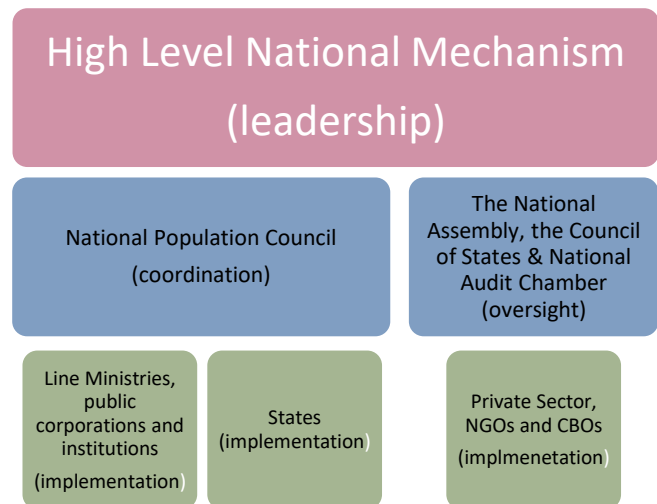 High Level National Mechanism
(leadership)
National Population Council
(coordination)
The National
Assembly, the Council
of States & National
Audit Chamber
(oversight)
Line Ministries,
public
corporations and
institutions
(implementation)
States
(implementation)
Private Sector,
NGOs and CBOs
(implmenetation)